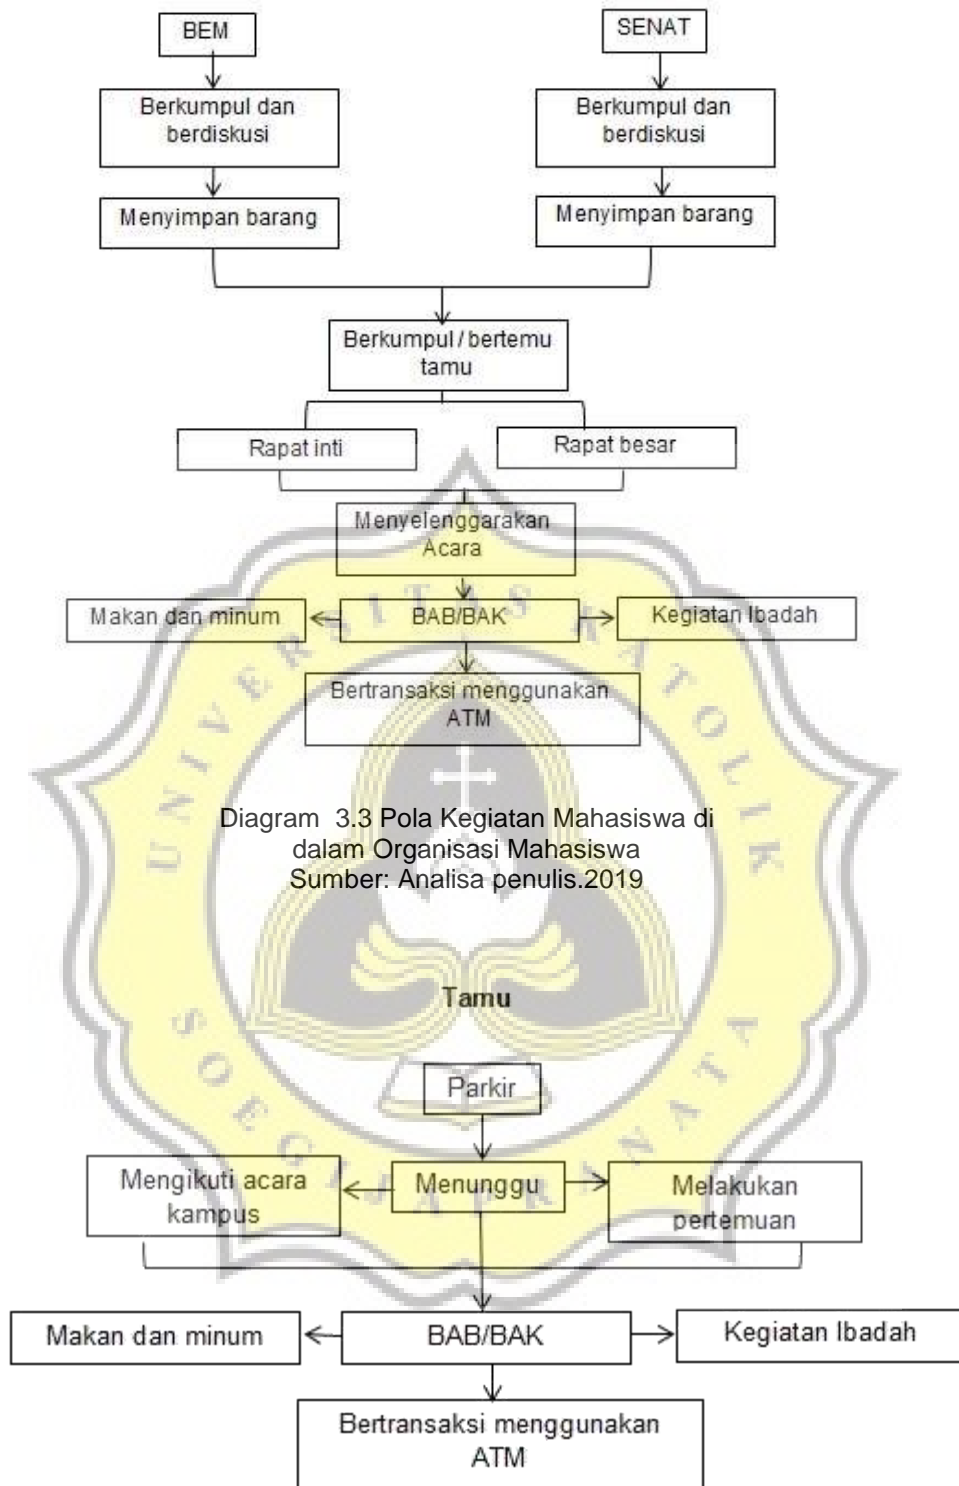 BEM
SENAT
Berkumpul dan
berdiskusi
Berkumpul dan
berdiskusi
Menyimpan barang
Menyimpan barang
Berkumpul / bertemu
tamu
Rapat inti
Rapat besar
Menyelenggarakan
Acara
Makan dan minum
BAB/BAK
Kegiatan Ibadah
Bertransaksi menggunakan
ATM
Diagram 3.3 Pola Kegiatan Mahasiswa di
dalam Organisasi Mahasiswa
Sumber: Analisa penulis.2019
Tamu
Parkir
Mengikuti acara
kampus
Menunggu
Melakukan
pertemuan
Makan dan minum
BAB/BAK
Kegiatan Ibadah
Bertransaksi menggunakan
ATM
UNIVERSITAS KATOLIK
SOEGIJAPRANATA